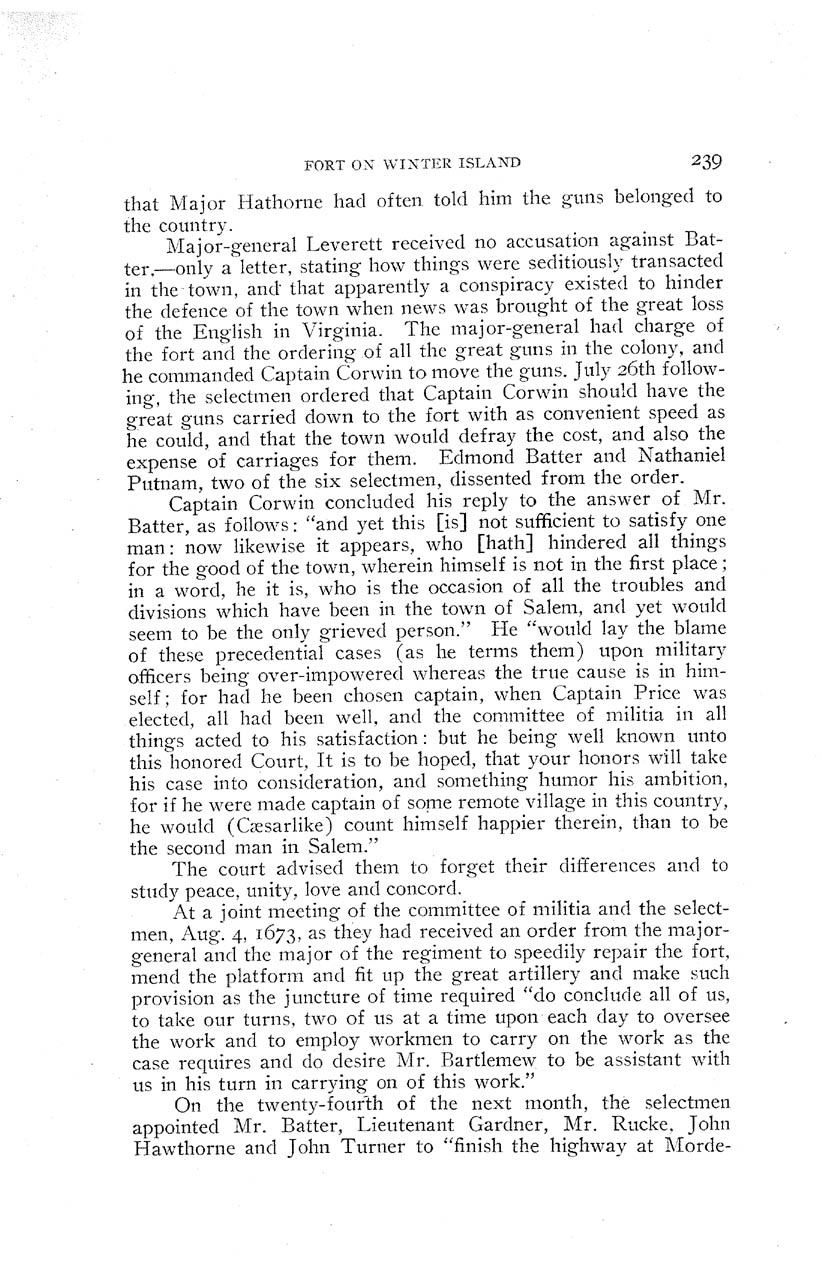 FORT ON WINTER ISLAND 239
that Major Hathorne had often told him the guns belonged to
the country.
Major-general Leverett received no accusation against Bat-
ter,—only a letter, stating how things were seditiously transacted
in the town, and that apparently a conspiracy existed to hinder
the defence of the town when news was brought of the great loss
of the English in Virginia. The major-general had charge of
the fort and the ordering of all the great guns in the colony, and
he commanded Captain Corwin to move the guns. July 26th follow-
ing, the selectmen ordered that Captain Corwin should have the
great guns carried down to the fort with as convenient speed as
he could, and that the town would defray the cost, and also the
expense of carriages for them. Edmond Batter and Nathaniel
Putnam, two of the six selectmen, dissented from the order.
Captain Corwin concluded his reply to the answer of Mr.
Batter, as follows: "and yet this [is] not sufficient to satisfy one
man: now likewise it appears, who [hath] hindered all things
for the good of the town, wherein himself is not in the first place;
in a word, he it is, who is the occasion of all the troubles and
divisions which have been in the town of Salem, and yet would
seem to be the only grieved person." He "would lay the blame
of these precedential cases (as he terms them) upon military
officers being over-impowered whereas the true cause is in him-
self; for had he been chosen captain, when Captain Price was
elected, all had been well, and the committee of militia in all
things acted to his satisfaction: but he being well known unto
this honored Court, It is to be hoped, that your honors will take
his case into consideration, and something humor his ambition,
for if he were made captain of some remote village in this country,
he would (Cæsarlike) count himself happier therein, than to be
the second man in Salem."
The court advised them to forget their differences and to
study peace, unity, love and concord.
At a joint meeting of the committee of militia and the select-
men, Aug. 4, 1673, as they had received an order from the major-
general and the major of the regiment to speedily repair the fort,
mend the platform and fit up the great artillery and make such
provision as the juncture of time required "do conclude all of us,
to take our turns, two of us at a time upon each day to oversee
the work and to employ workmen to carry on the work as the
case requires and do desire Mr. Bartlemew to be assistant with
us in his turn in carrying on of this work."
On the twenty-fourth of the next month, the selectmen
appointed Mr. Batter, Lieutenant Gardner, Mr. Rucke, John
Hawthorne and John Turner to "finish the highway at Morde-